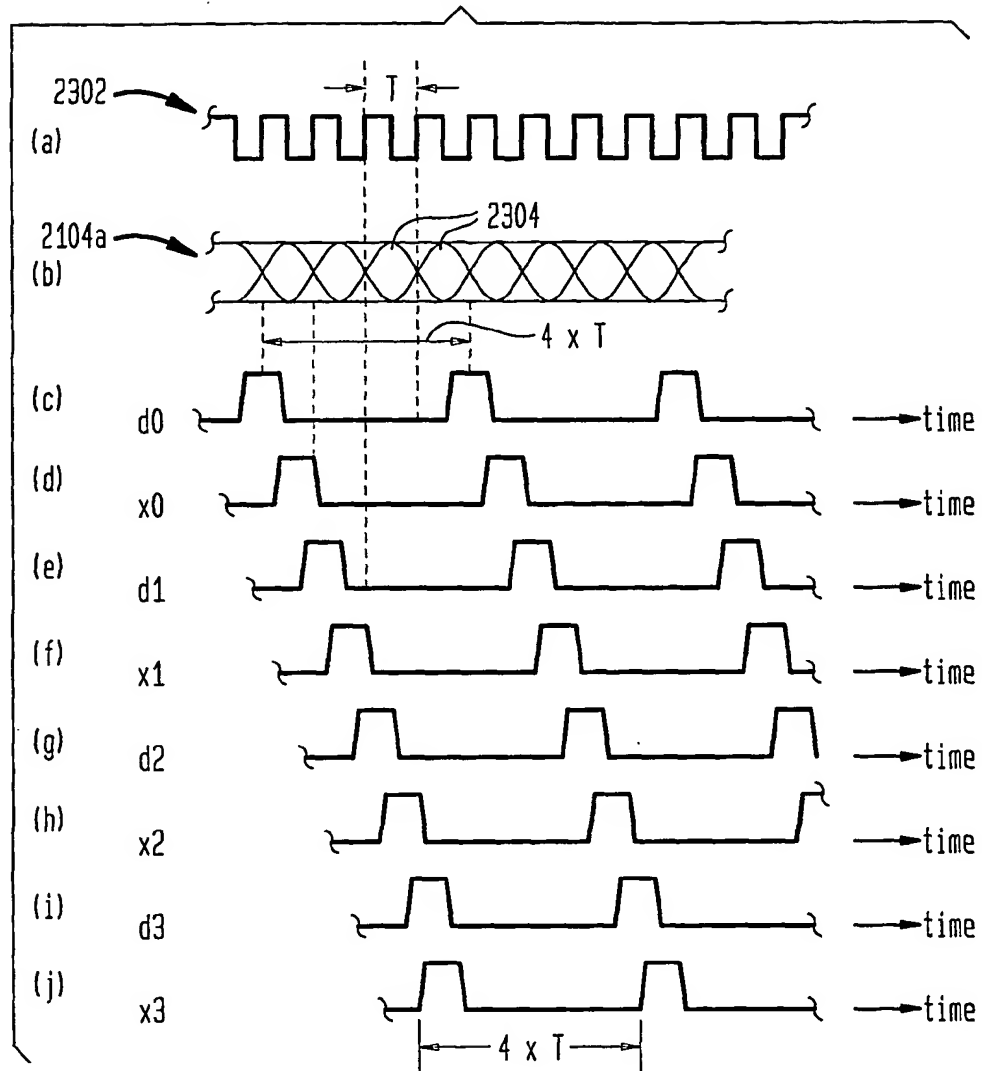 T
2302
(a)
2304
2104a
(b)
4 x T
(c)
d0
time
(d)
x0
time
(e)
d1
time
(f)
x1
time
(g)
d2
time
(h)
x2
time
(i)
d3
time
(j)
x3
time
4 x T